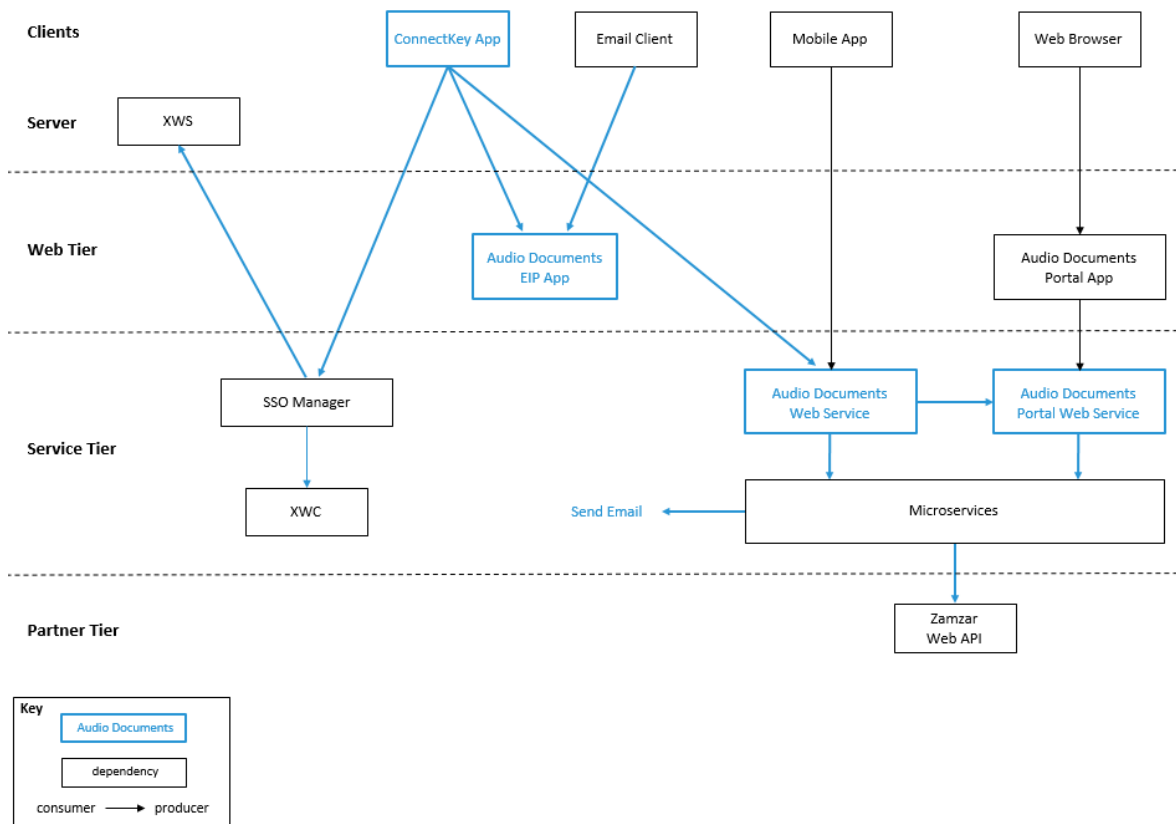 Clients
ConnectKey App
Email Client
Mobile App
Web Browser
Server
XWS
Web Tier
Audio Documents
EIP App
Audio Documents
Portal App
SSO Manager
Audio Documents
Web Service
Audio Documents
Portal Web Service
Service Tier
XWC
Send Email
Microservices
Partner Tier
Zamzar
Web API
Key
Audio Documents
dependency
consumer
producer